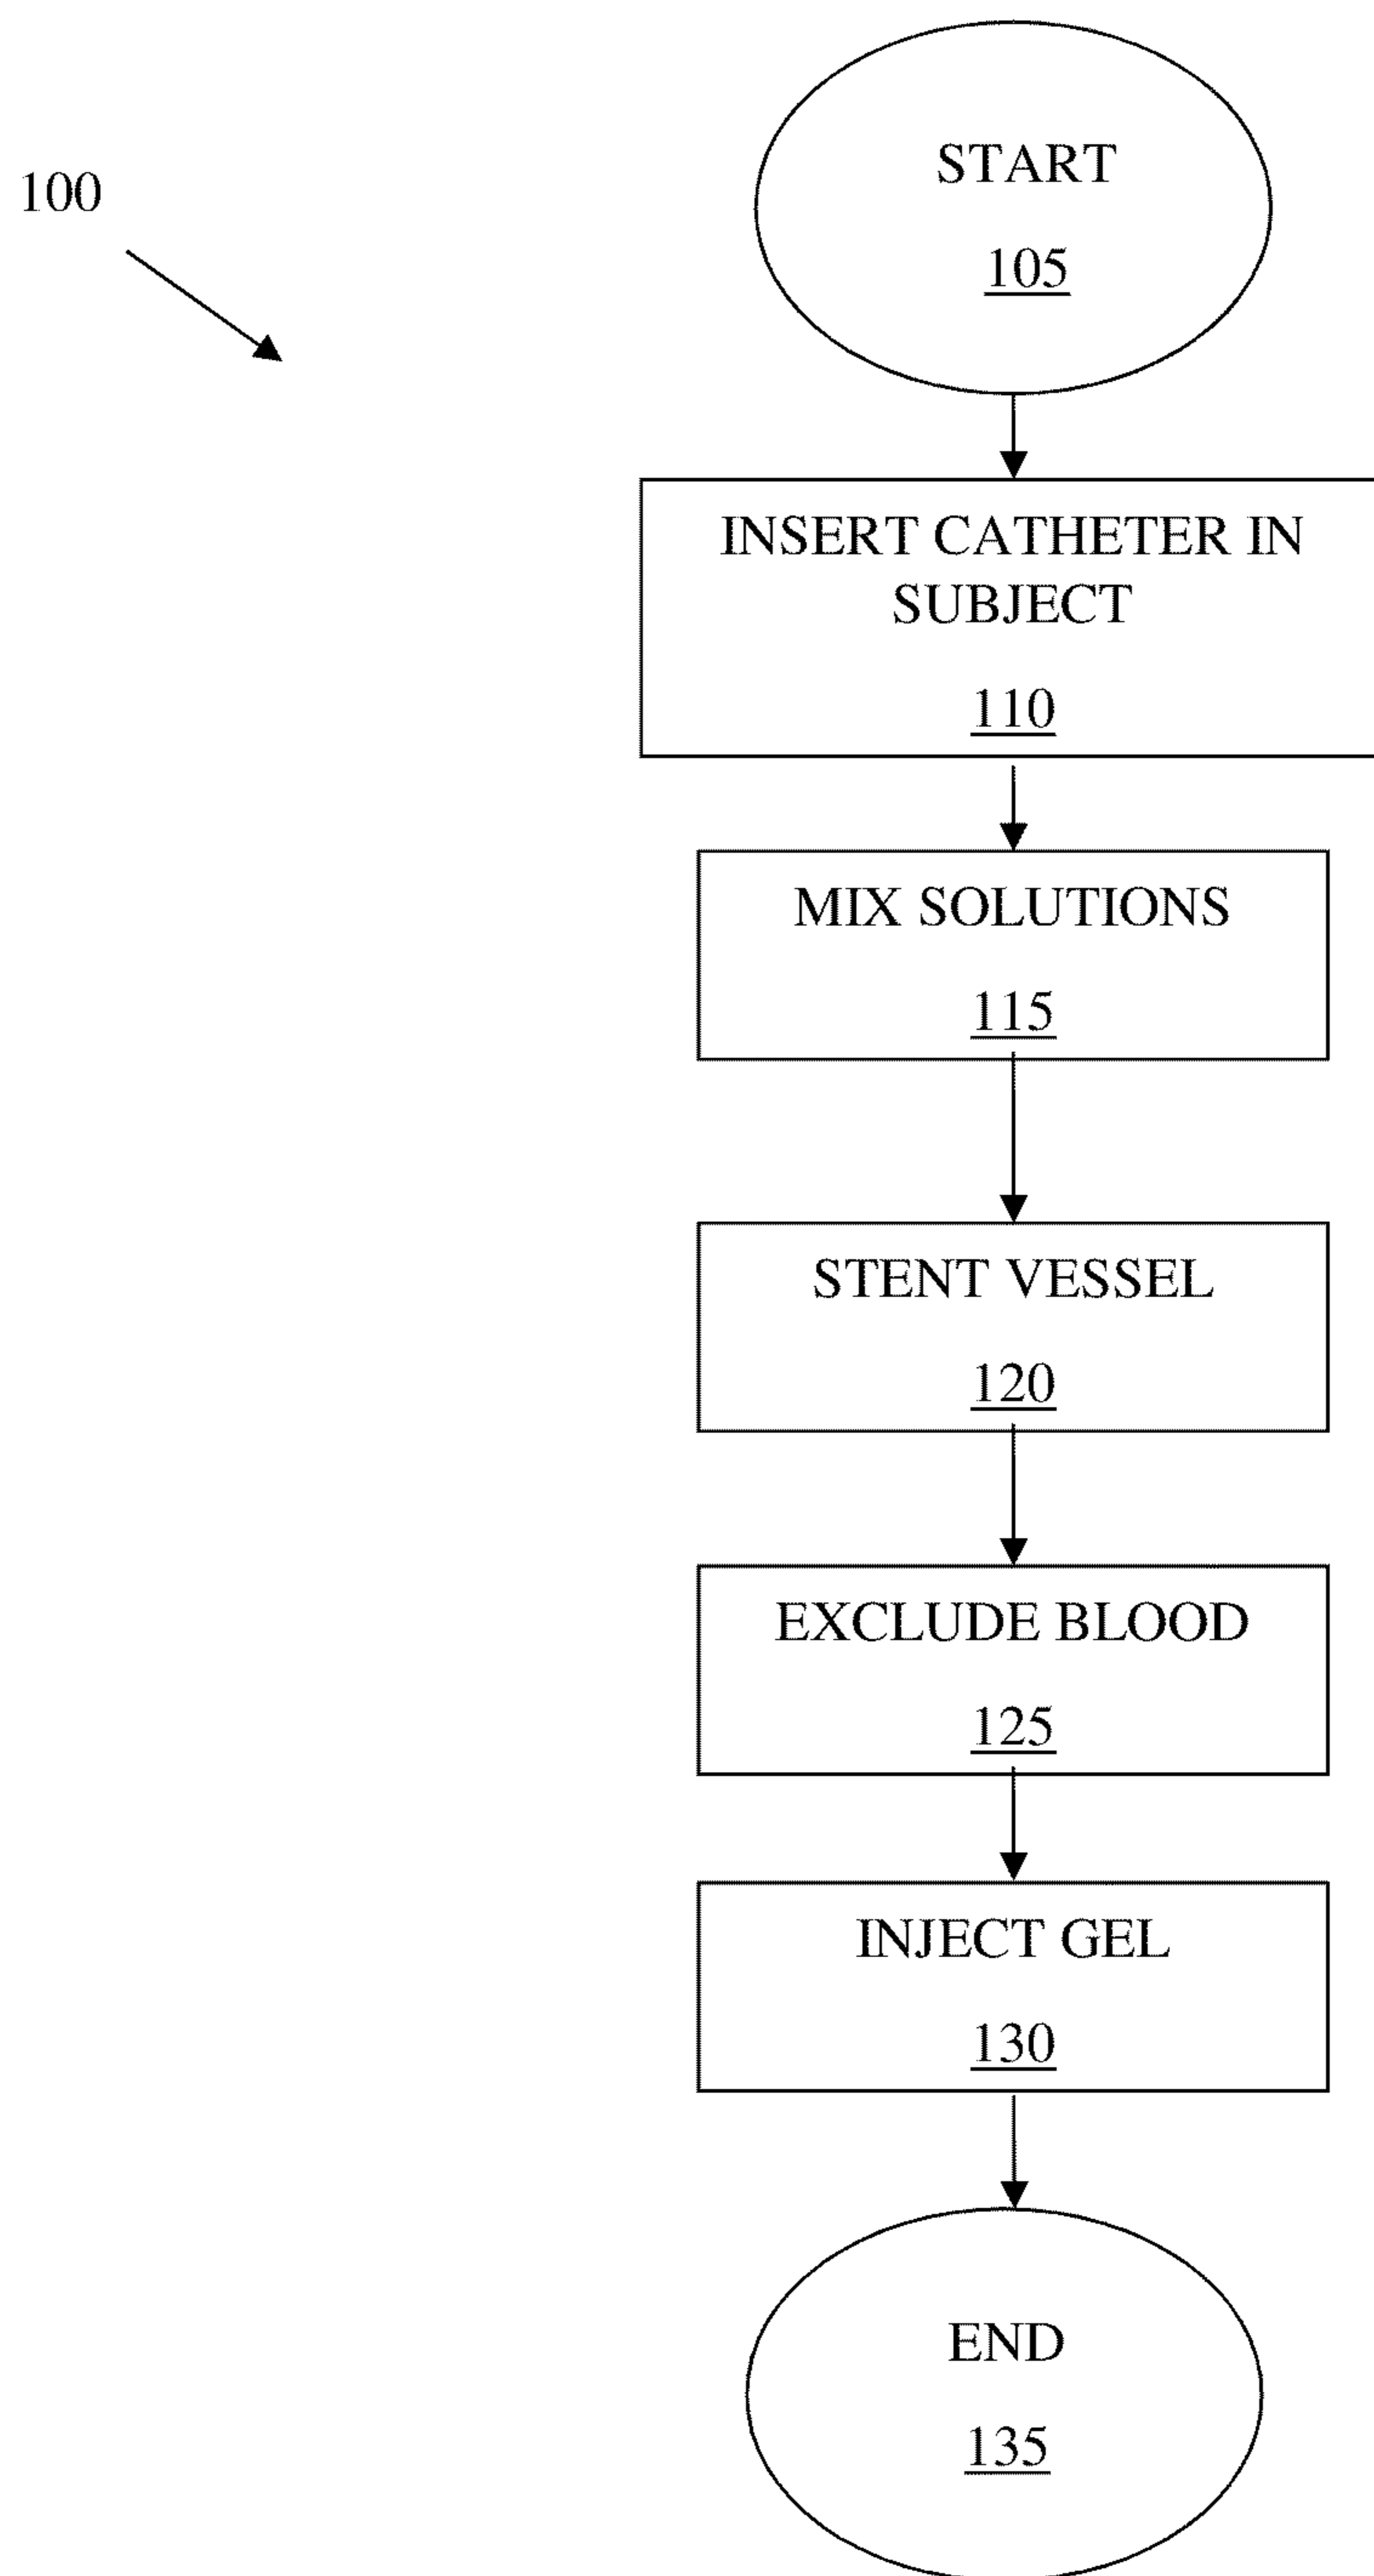 100
START
105
INSERT CATHETER IN
SUBJECT
110
MIX SOLUTIONS
115
STENT VESSEL
120
EXCLUDE BLOOD
125
INJECT GEL
130
END
135